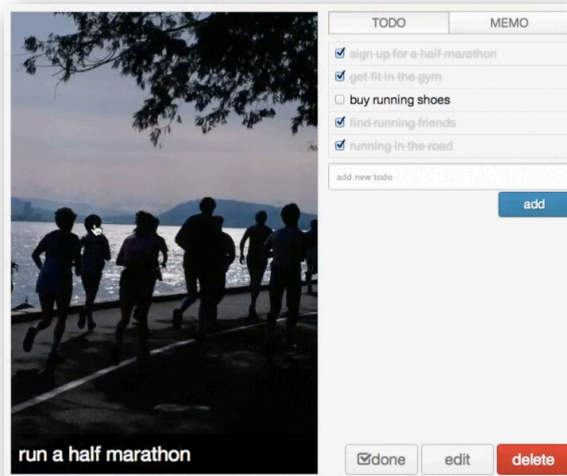 TODO MEMO
sign up for a half marathon
get fit in the gym
buy running shoes
find running friends
running in the road
add new todo
add
run a half marathon
done edit delete